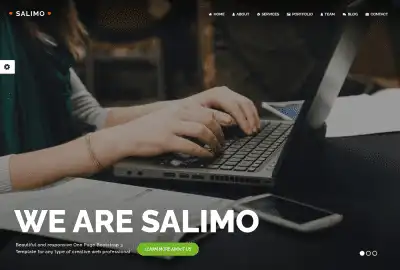 SALIMO
HOME ABOUT SERVICES PORTFOLIO TEAM BLOG CONTACT
WE ARE SALIMO
Beautiful and responsive One Page Bootstrap 3
Template for any type of creative web professional
LEARN MORE ABOUT US